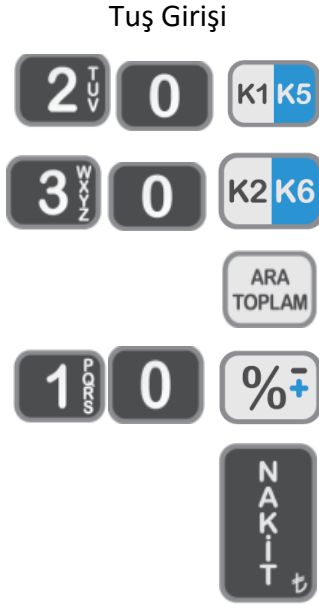 Tuş Girişi
2 TUV 0 K1 K5
3 WXYZ 0 K2 K6
ARA
TOPLAM
1 PQRS 0 %-+
NAKİT ₺